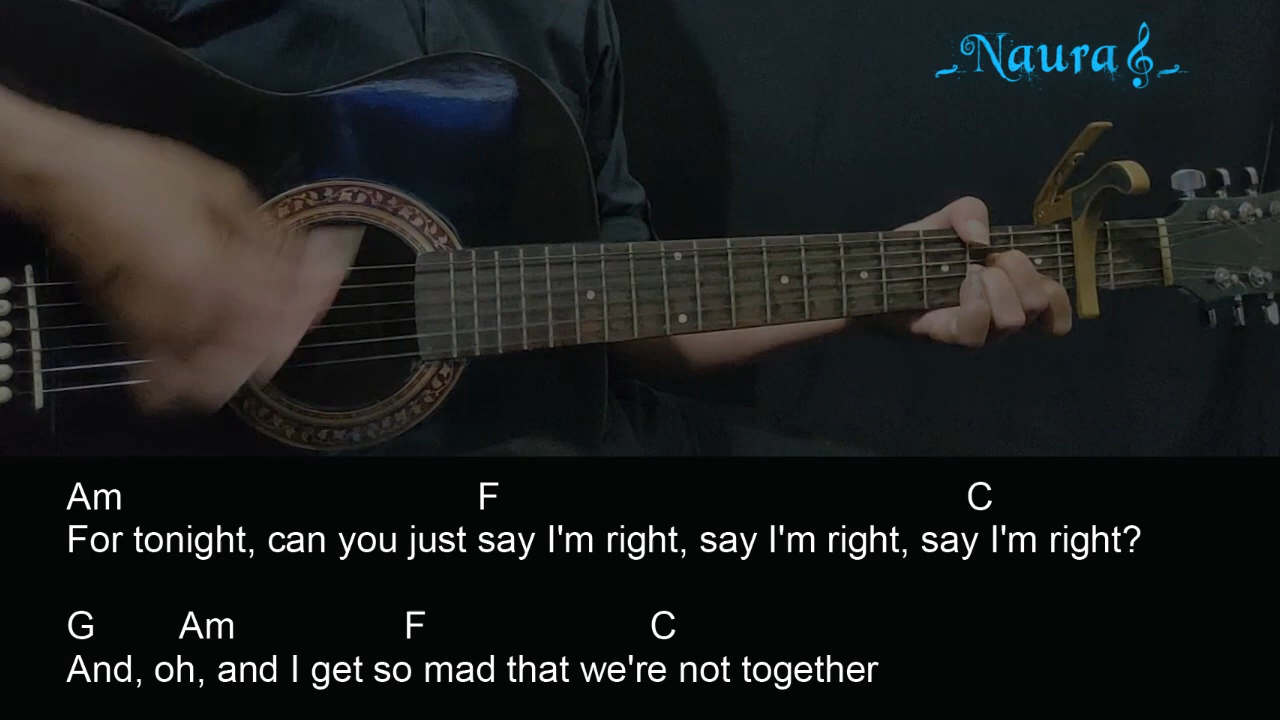 Naura
Am F C
For tonight, can you just say I'm right, say I'm right, say I'm right?
G Am F C
And, oh, and I get so mad that we're not together